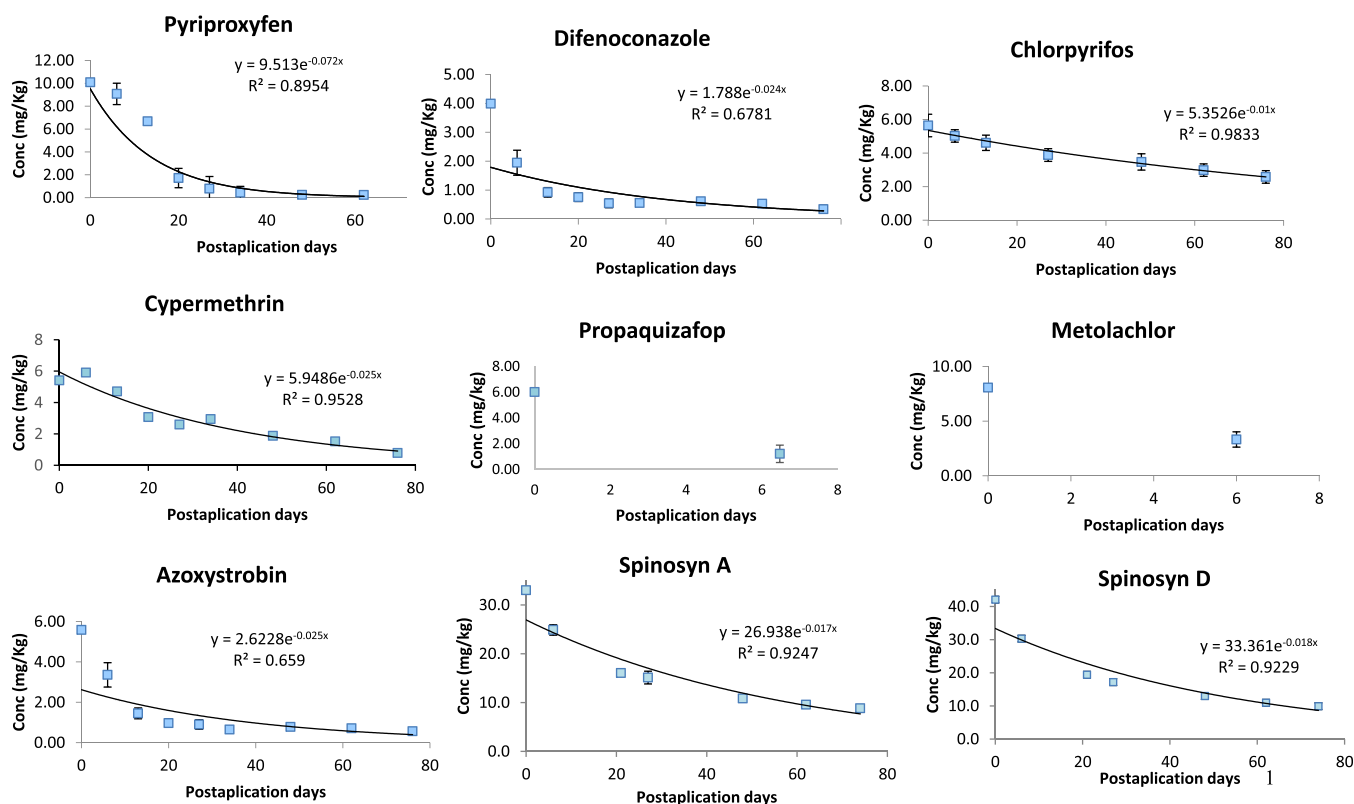 Pyriproxyfen
Conc (mg/Kg)
12.00
10.00
8.00
6.00
4.00
2.00
0.00
y = 9.513e-0.072x
R² = 0.8954
0 20 40 60
Postaplication days
Difenoconazole
Conc (mg/Kg)
5.00
4.00
3.00
2.00
1.00
0.00
y = 1.788e-0.024x
R² = 0.6781
0 20 40 60
Postaplication days
Chlorpyrifos
Conc (mg/Kg)
8.00
6.00
4.00
2.00
0.00
y = 5.3526e-0.01x
R² = 0.9833
0 20 40 60 80
Postaplication days
Cypermethrin
Conc (mg/kg)
8
6
4
2
0
y = 5.9486e-0.025x
R² = 0.9528
0 20 40 60 80
Postaplication days
Propaquizafop
Conc (mg/Kg)
8.00
6.00
4.00
2.00
0.00
0 2 4 6 8
Postaplication days
Metolachlor
Conc (mg/Kg)
10.00
5.00
0.00
0 2 4 6 8
Postaplication days
Azoxystrobin
Conc (mg/Kg)
6.00
4.00
2.00
0.00
y = 2.6228e-0.025x
R² = 0.659
0 20 40 60 80
Postaplication days
Spinosyn A
Conc (mg/kg)
30.0
20.0
10.0
0.0
y = 26.938e-0.017x
R² = 0.9247
0 20 40 60 80
Postaplication days
Spinosyn D
Conc (mg/kg)
40.0
30.0
20.0
10.0
0.0
y = 33.361e-0.018x
R² = 0.9229
0 20 40 60 80
Postaplication days
1